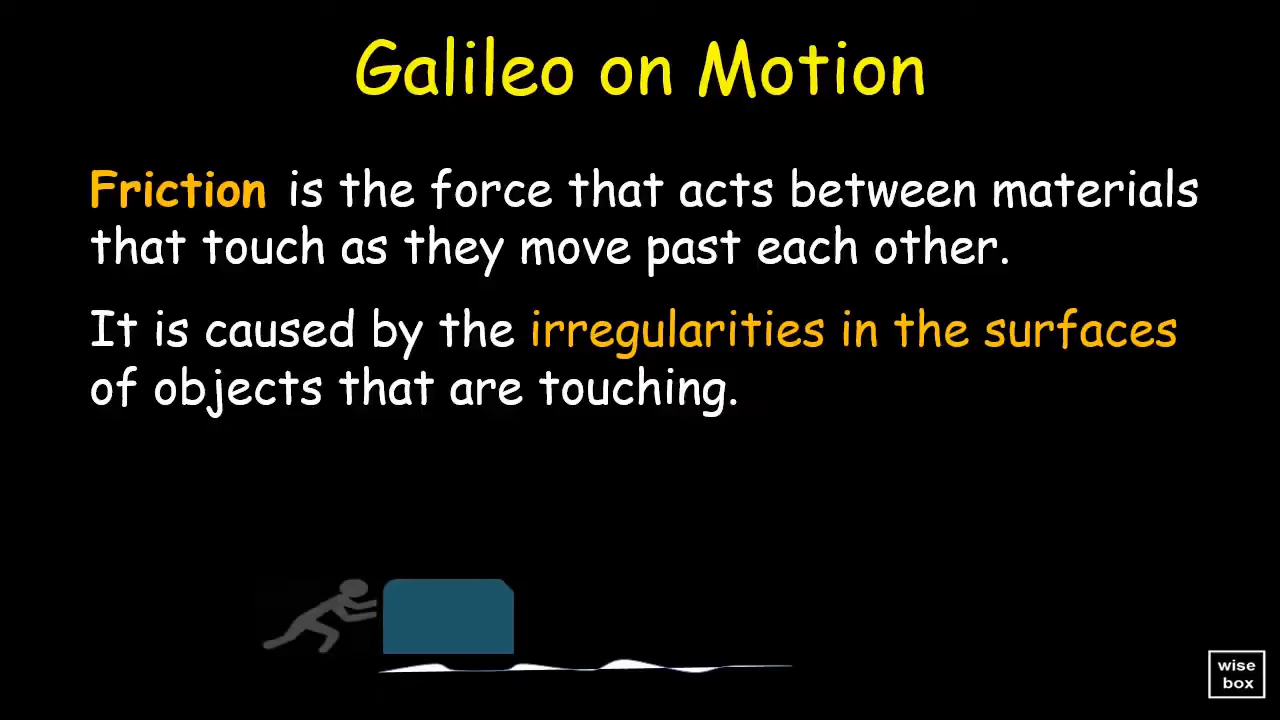 Galileo on Motion
Friction is the force that acts between materials
that touch as they move past each other.
It is caused by the irregularities in the surfaces
of objects that are touching.
wise
box